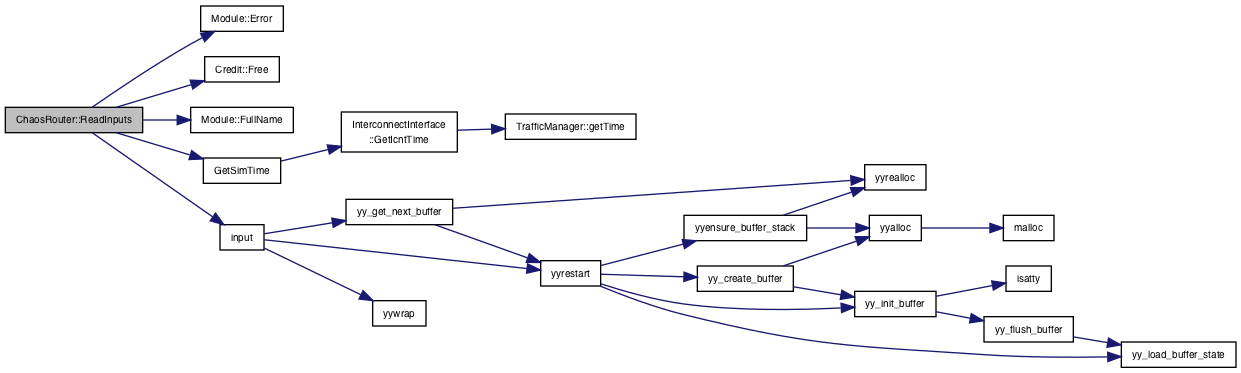 Module::Error
Credit::Free
ChaosRouter::ReadInputs
Module::FullName
InterconnectInterface
::GetIcntTime
TrafficManager::getTime
GetSimTime
yyrealloc
yy_get_next_buffer
yyensure_buffer_stack
yyalloc
malloc
input
yyrestart
yy_create_buffer
isatty
yy_init_buffer
yywrap
yy_flush_buffer
yy_load_buffer_state